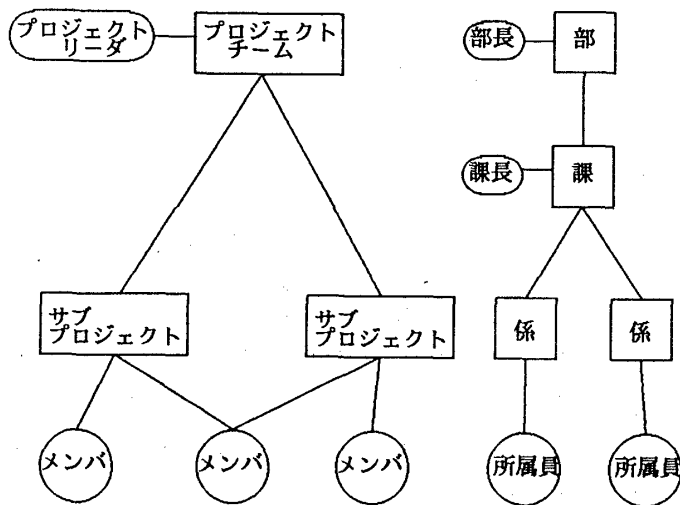 プロジェクト
リーダ
プロジェクト
チーム
部長
部
課長
課
サブ
プロジェクト
サブ
プロジェクト
係
係
メンバ
メンバ
メンバ
所属員
所属員